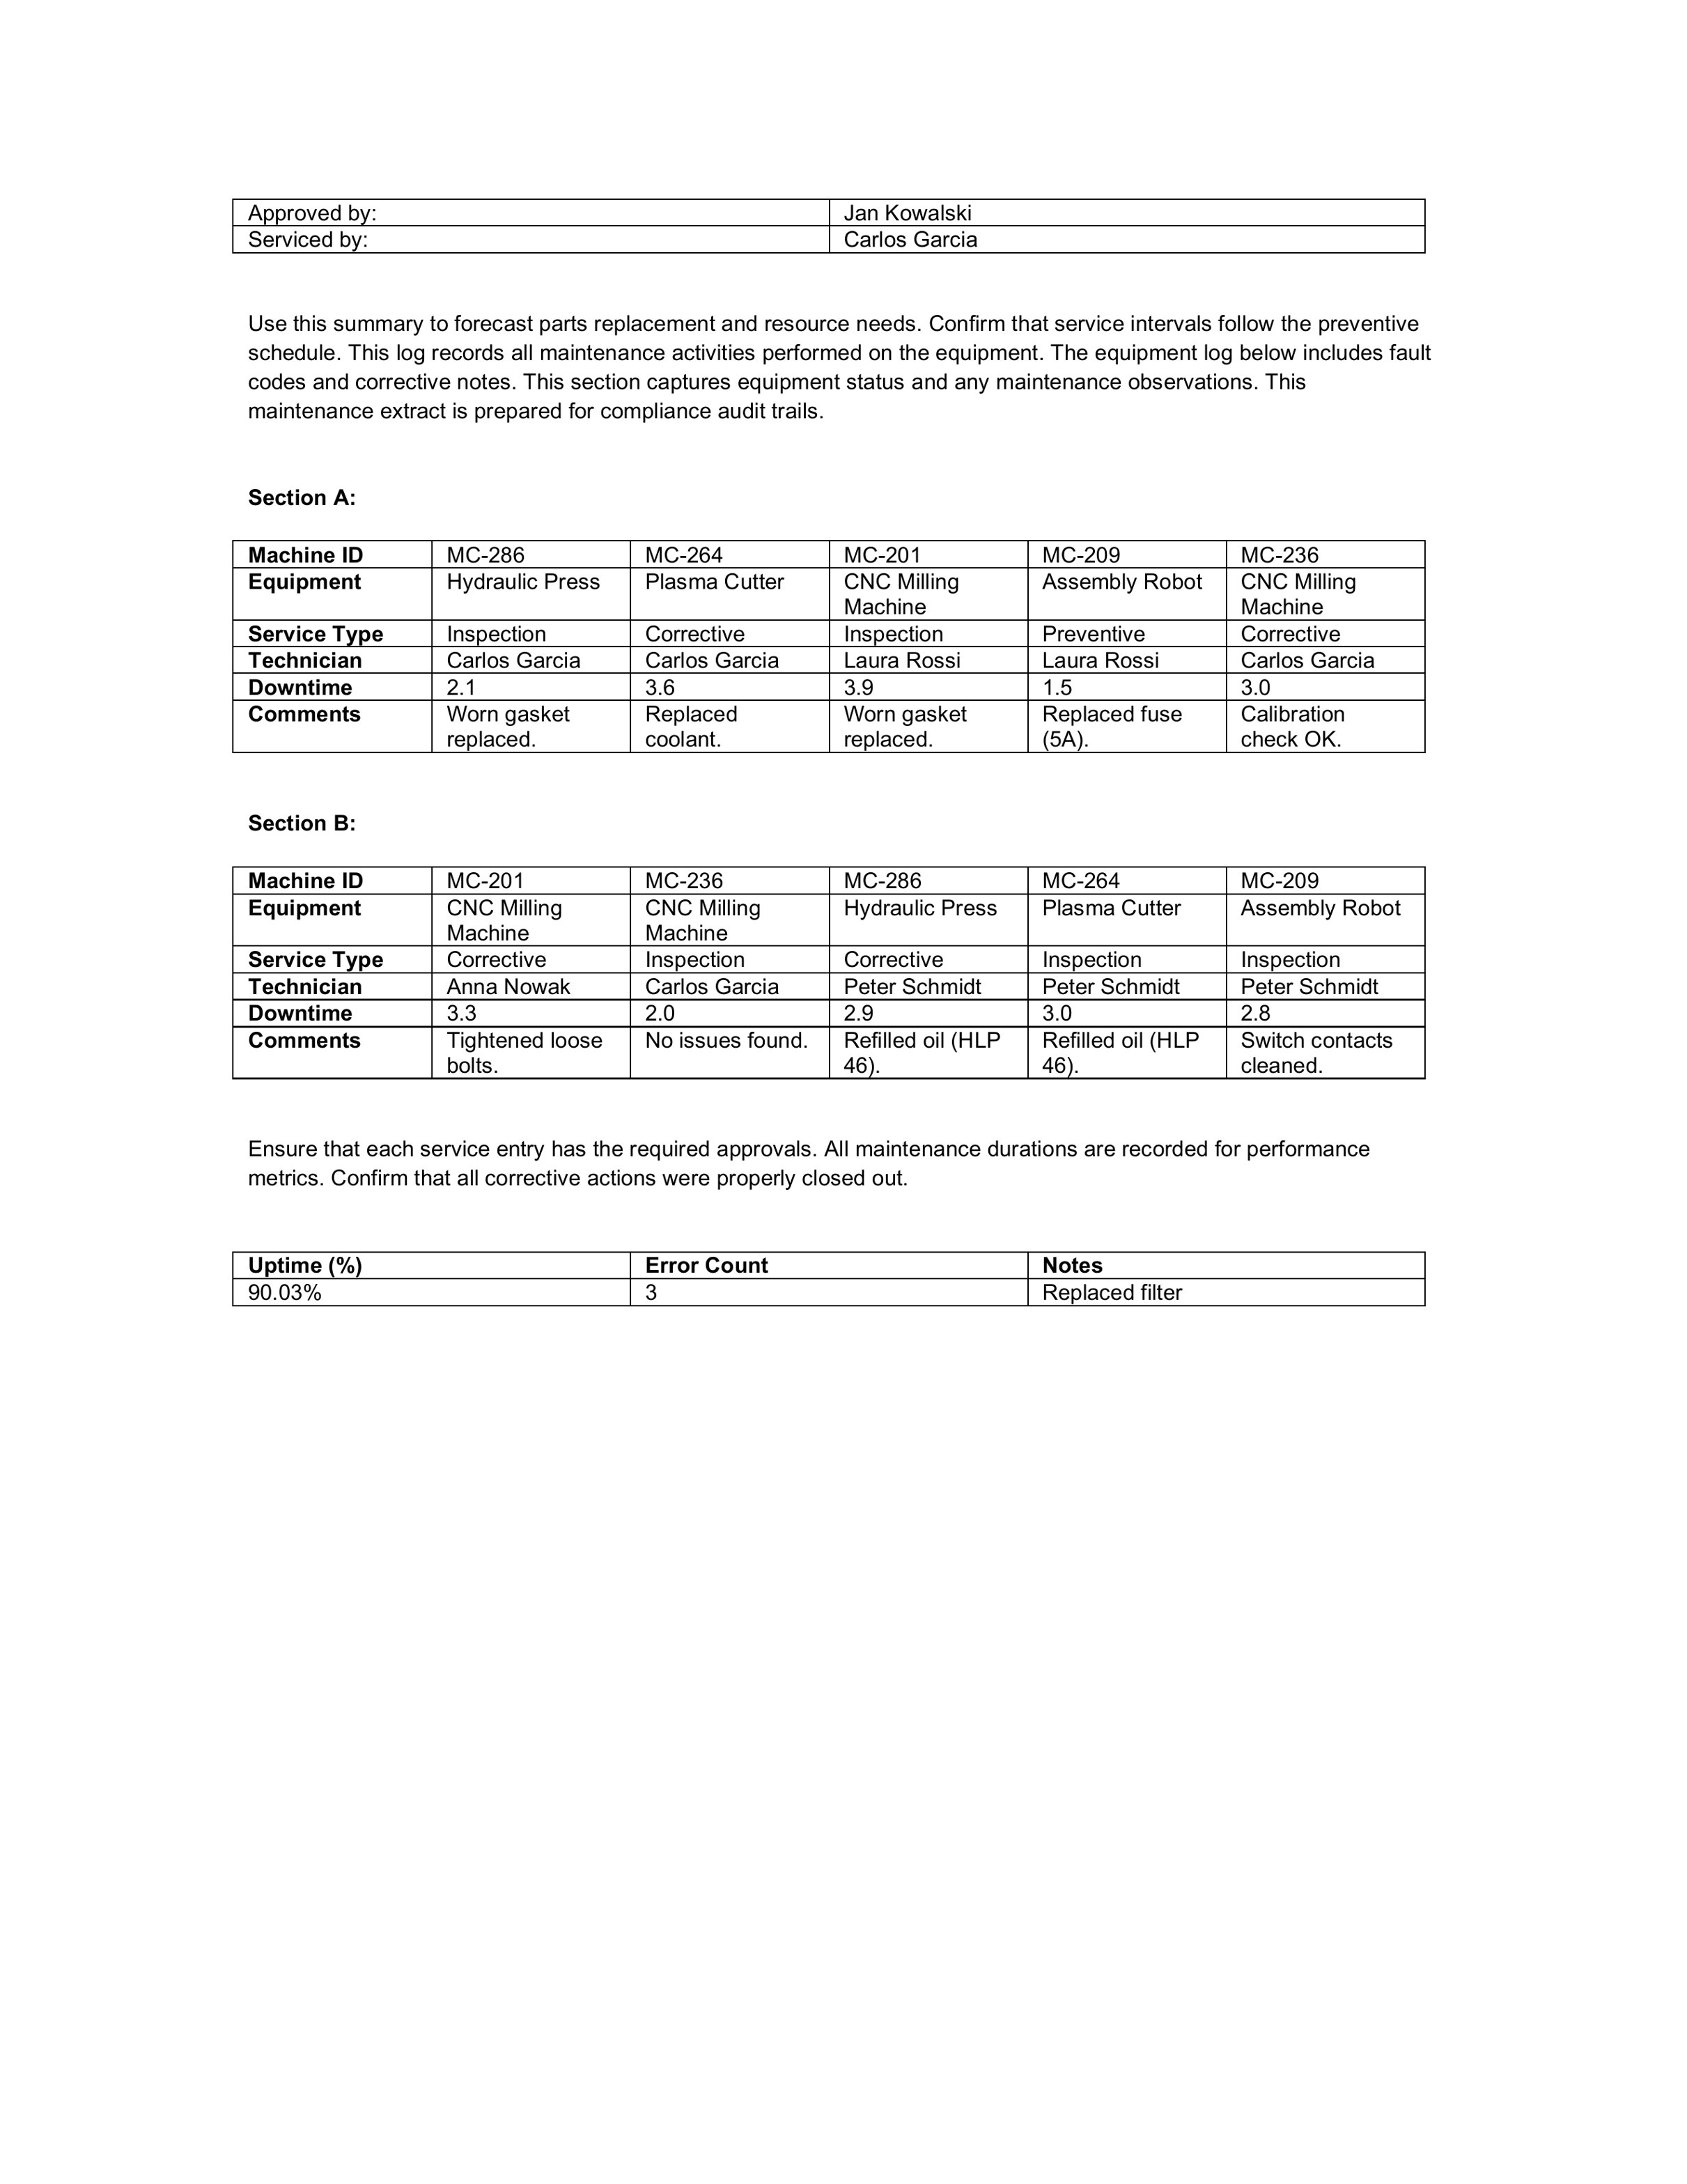 Approved by: Jan Kowalski
Serviced by: Carlos Garcia
Use this summary to forecast parts replacement and resource needs. Confirm that service intervals follow the preventive
schedule. This log records all maintenance activities performed on the equipment. The equipment log below includes fault
codes and corrective notes. This section captures equipment status and any maintenance observations. This
maintenance extract is prepared for compliance audit trails.
Section A:
Machine ID MC-286 MC-264 MC-201 MC-209 MC-236
Equipment Hydraulic Press Plasma Cutter CNC Milling Assembly Robot CNC Milling
Machine Machine
Service Type Inspection Corrective Inspection Preventive Corrective
Technician Carlos Garcia Carlos Garcia Laura Rossi Laura Rossi Carlos Garcia
Downtime 2.1 3.6 3.9 1.5 3.0
Comments Worn gasket Replaced Worn gasket Replaced fuse Calibration
replaced. coolant. replaced. (5A). check OK.
Section B:
Machine ID MC-201 MC-236 MC-286 MC-264 MC-209
Equipment CNC Milling CNC Milling Hydraulic Press Plasma Cutter Assembly Robot
Machine Machine
Service Type Corrective Inspection Corrective Inspection Inspection
Technician Anna Nowak Carlos Garcia Peter Schmidt Peter Schmidt Peter Schmidt
Downtime 3.3 2.0 2.9 3.0 2.8
Comments Tightened loose No issues found. Refilled oil (HLP Refilled oil (HLP Switch contacts
bolts. 46). 46). cleaned.
Ensure that each service entry has the required approvals. All maintenance durations are recorded for performance
metrics. Confirm that all corrective actions were properly closed out.
Uptime (%) Error Count Notes
90.03% 3 Replaced filter